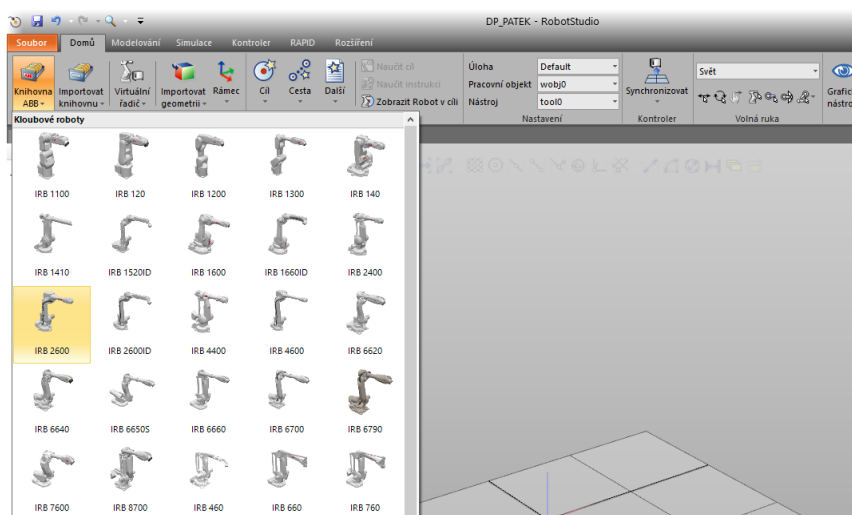 DP_PATEK - RobotStudio
Soubor Domů Modelování Simulace Kontroler RAPID Rozšíření
Knihovna ABB
Importovat knihovnu
Virtuální řadič
Importovat geometrii
Rámec
Cíl
Cesta
Další
Naučit cíl
Naučit instrukci
Zobrazit Robot v cíli
Úloha Default
Pracovní objekt wobj0
Nástroj tool0
Nastavení
Synchronizovat
Kontroler
Svět
Volná ruka
Grafic
nástro
Kloubové roboty
IRB 1100 IRB 120 IRB 1200 IRB 1300 IRB 140
IRB 1410 IRB 1520ID IRB 1600 IRB 1660ID IRB 2400
IRB 2600 IRB 2600ID IRB 4400 IRB 4600 IRB 6620
IRB 6640 IRB 6650S IRB 6660 IRB 6700 IRB 6790
IRB 7600 IRB 8700 IRB 460 IRB 660 IRB 760